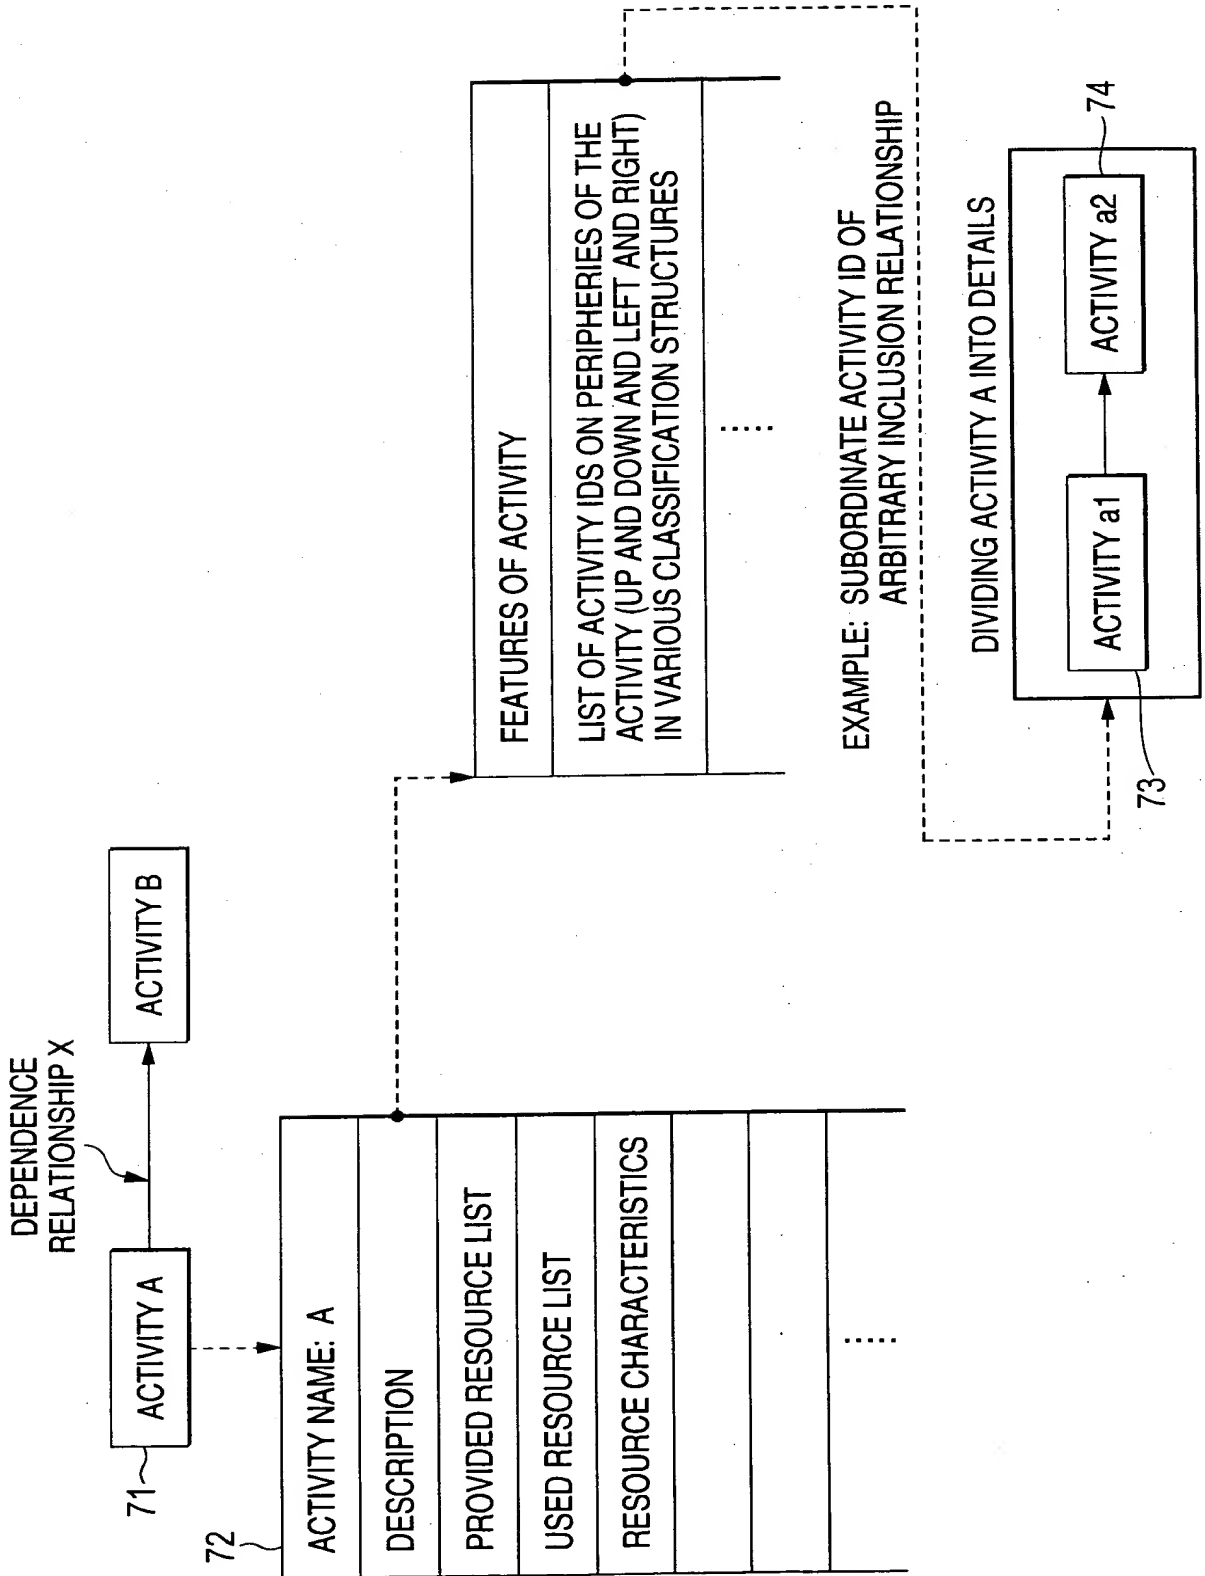 DEPENDENCE
RELATIONSHIP X
71
ACTIVITY A
ACTIVITY B
72
ACTIVITY NAME: A
DESCRIPTION
PROVIDED RESOURCE LIST
USED RESOURCE LIST
RESOURCE CHARACTERISTICS
.....
FEATURES OF ACTIVITY
LIST OF ACTIVITY IDS ON PERIPHERIES OF THE
ACTIVITY (UP AND DOWN AND LEFT AND RIGHT)
IN VARIOUS CLASSIFICATION STRUCTURES
.....
EXAMPLE: SUBORDINATE ACTIVITY ID OF
ARBITRARY INCLUSION RELATIONSHIP
DIVIDING ACTIVITY A INTO DETAILS
ACTIVITY a1
ACTIVITY a2
73
74